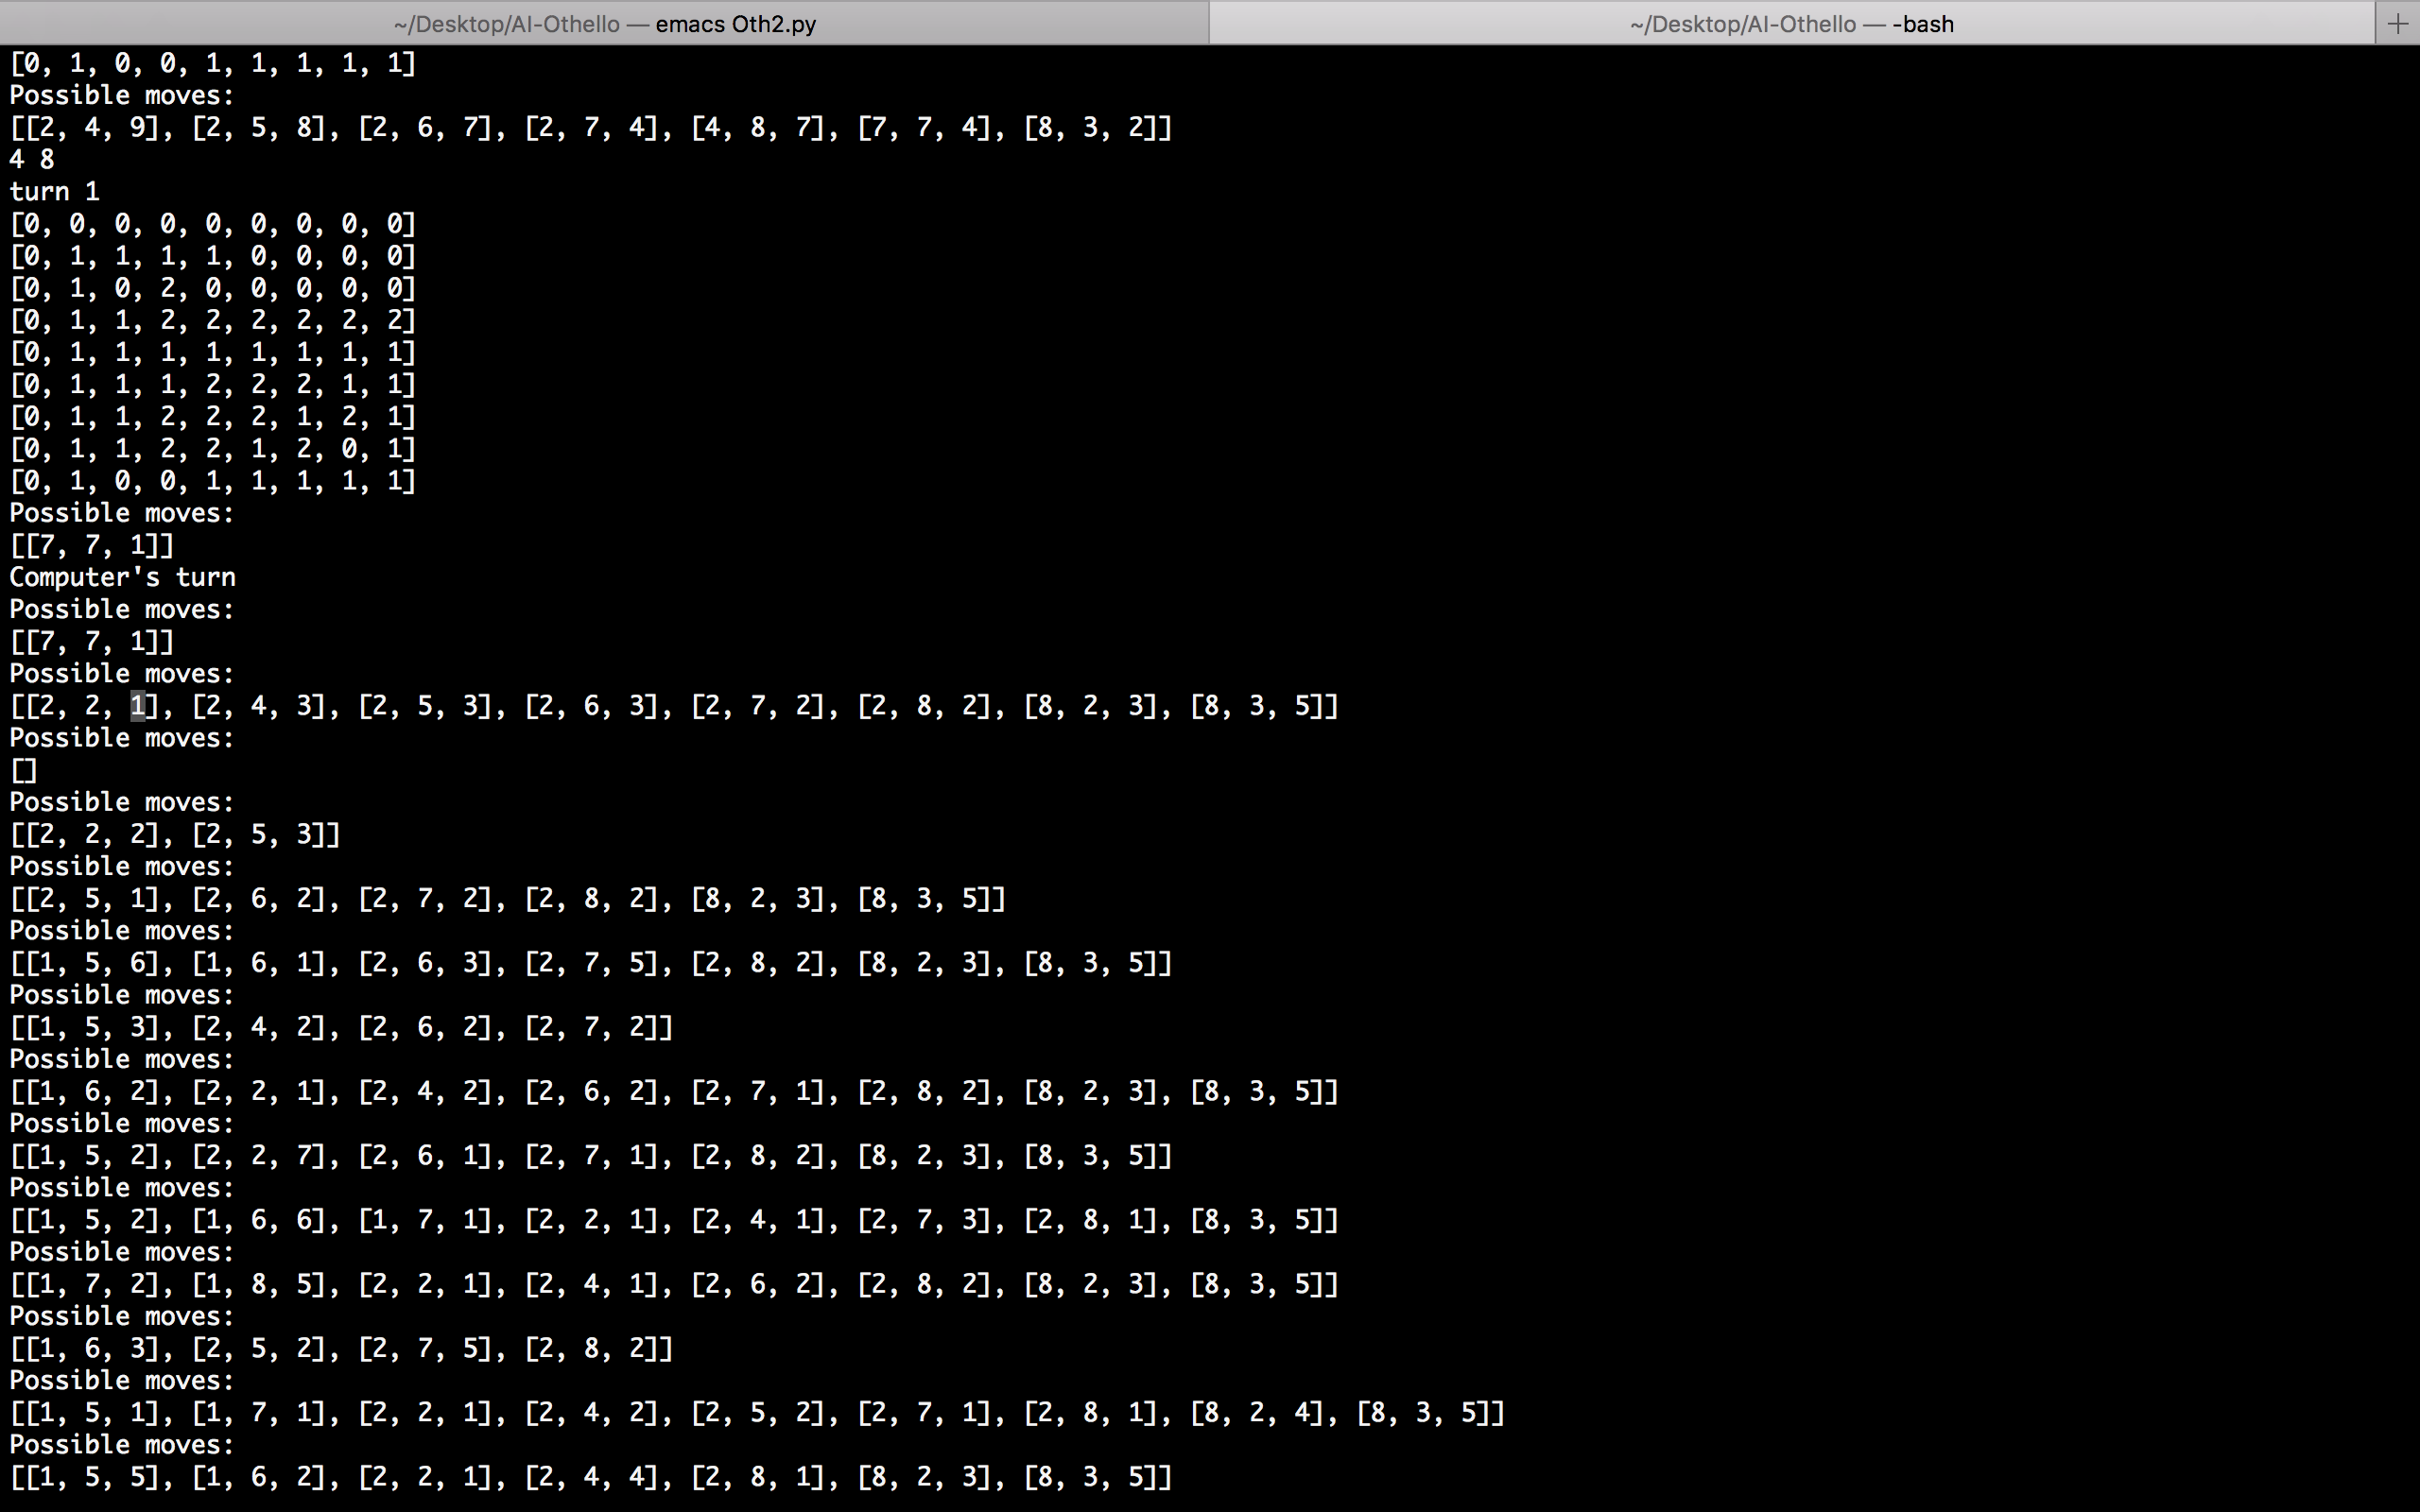 ~/Desktop/AI-Othello — emacs Oth2.py
~/Desktop/AI-Othello — -bash
+
[0, 1, 0, 0, 1, 1, 1, 1, 1]
Possible moves:
[[2, 4, 9], [2, 5, 8], [2, 6, 7], [2, 7, 4], [4, 8, 7], [7, 7, 4], [8, 3, 2]]
4 8
turn 1
[0, 0, 0, 0, 0, 0, 0, 0, 0]
[0, 1, 1, 1, 1, 0, 0, 0, 0]
[0, 1, 0, 2, 0, 0, 0, 0, 0]
[0, 1, 1, 2, 2, 2, 2, 2, 2]
[0, 1, 1, 1, 1, 1, 1, 1, 1]
[0, 1, 1, 1, 2, 2, 2, 1, 1]
[0, 1, 1, 2, 2, 2, 1, 2, 1]
[0, 1, 1, 2, 2, 1, 2, 0, 1]
[0, 1, 0, 0, 1, 1, 1, 1, 1]
Possible moves:
[[7, 7, 1]]
Computer's turn
Possible moves:
[[7, 7, 1]]
Possible moves:
[[2, 2, 1], [2, 4, 3], [2, 5, 3], [2, 6, 3], [2, 7, 2], [2, 8, 2], [8, 2, 3], [8, 3, 5]]
Possible moves:
[]
Possible moves:
[[2, 2, 2], [2, 5, 3]]
Possible moves:
[[2, 5, 1], [2, 6, 2], [2, 7, 2], [2, 8, 2], [8, 2, 3], [8, 3, 5]]
Possible moves:
[[1, 5, 6], [1, 6, 1], [2, 6, 3], [2, 7, 5], [2, 8, 2], [8, 2, 3], [8, 3, 5]]
Possible moves:
[[1, 5, 3], [2, 4, 2], [2, 6, 2], [2, 7, 2]]
Possible moves:
[[1, 6, 2], [2, 2, 1], [2, 4, 2], [2, 6, 2], [2, 7, 1], [2, 8, 2], [8, 2, 3], [8, 3, 5]]
Possible moves:
[[1, 5, 2], [2, 2, 7], [2, 6, 1], [2, 7, 1], [2, 8, 2], [8, 2, 3], [8, 3, 5]]
Possible moves:
[[1, 5, 2], [1, 6, 6], [1, 7, 1], [2, 2, 1], [2, 4, 1], [2, 7, 3], [2, 8, 1], [8, 3, 5]]
Possible moves:
[[1, 7, 2], [1, 8, 5], [2, 2, 1], [2, 4, 1], [2, 6, 2], [2, 8, 2], [8, 2, 3], [8, 3, 5]]
Possible moves:
[[1, 6, 3], [2, 5, 2], [2, 7, 5], [2, 8, 2]]
Possible moves:
[[1, 5, 1], [1, 7, 1], [2, 2, 1], [2, 4, 2], [2, 5, 2], [2, 7, 1], [2, 8, 1], [8, 2, 4], [8, 3, 5]]
Possible moves:
[[1, 5, 5], [1, 6, 2], [2, 2, 1], [2, 4, 4], [2, 8, 1], [8, 2, 3], [8, 3, 5]]